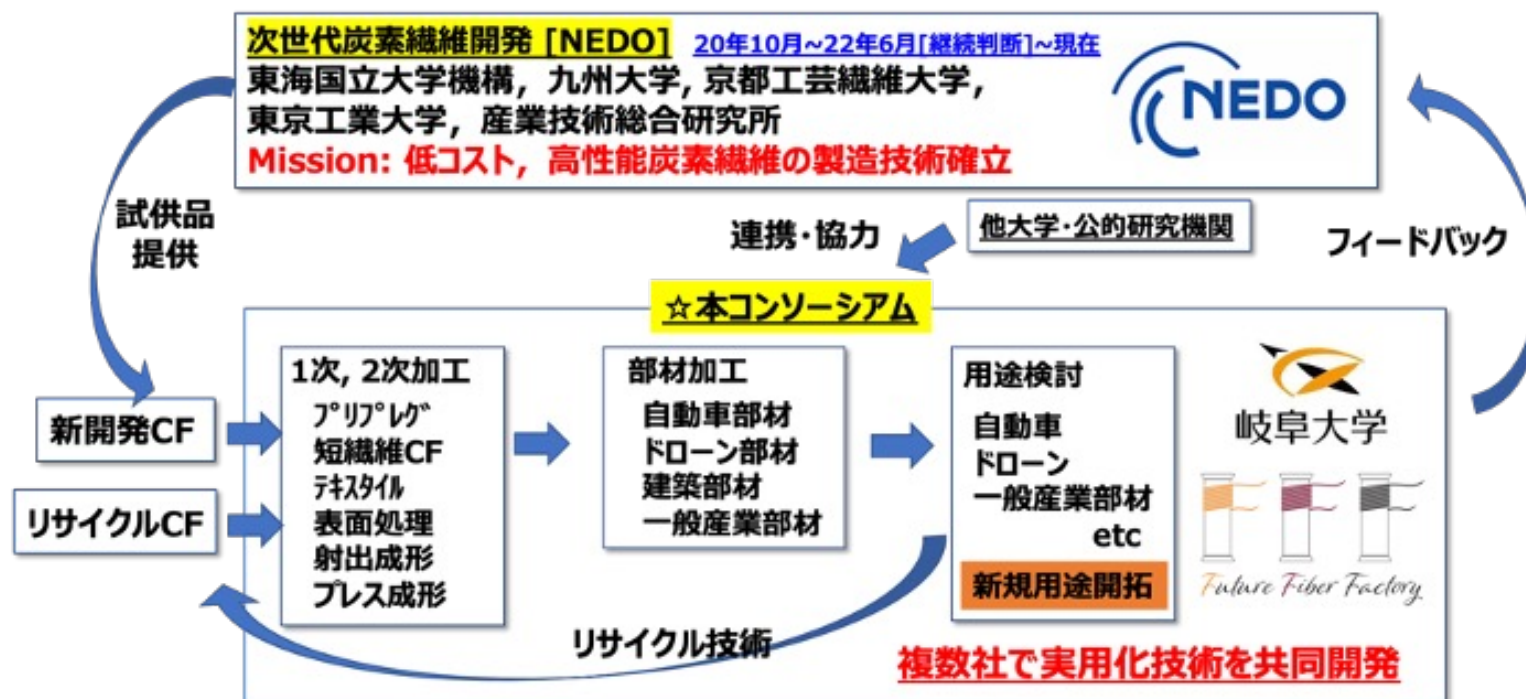 次世代炭素繊維開発 [NEDO] 20年10月~22年6月[継続判断]~現在
東海国立大学機構, 九州大学, 京都工芸繊維大学,
東京工業大学, 産業技術総合研究所
Mission: 低コスト, 高性能炭素繊維の製造技術確立
NEDO
試供品
提供
連携・協力
他大学・公的研究機関
フィードバック
☆本コンソーシアム
新開発CF
リサイクルCF
1次, 2次加工
プリプレグ
短繊維CF
テキスタイル
表面処理
射出成形
プレス成形
部材加工
自動車部材
ドローン部材
建築部材
一般産業部材
用途検討
自動車
ドローン
一般産業部材
etc
新規用途開拓
岐阜大学
Future Fiber Factory
リサイクル技術
複数社で実用化技術を共同開発